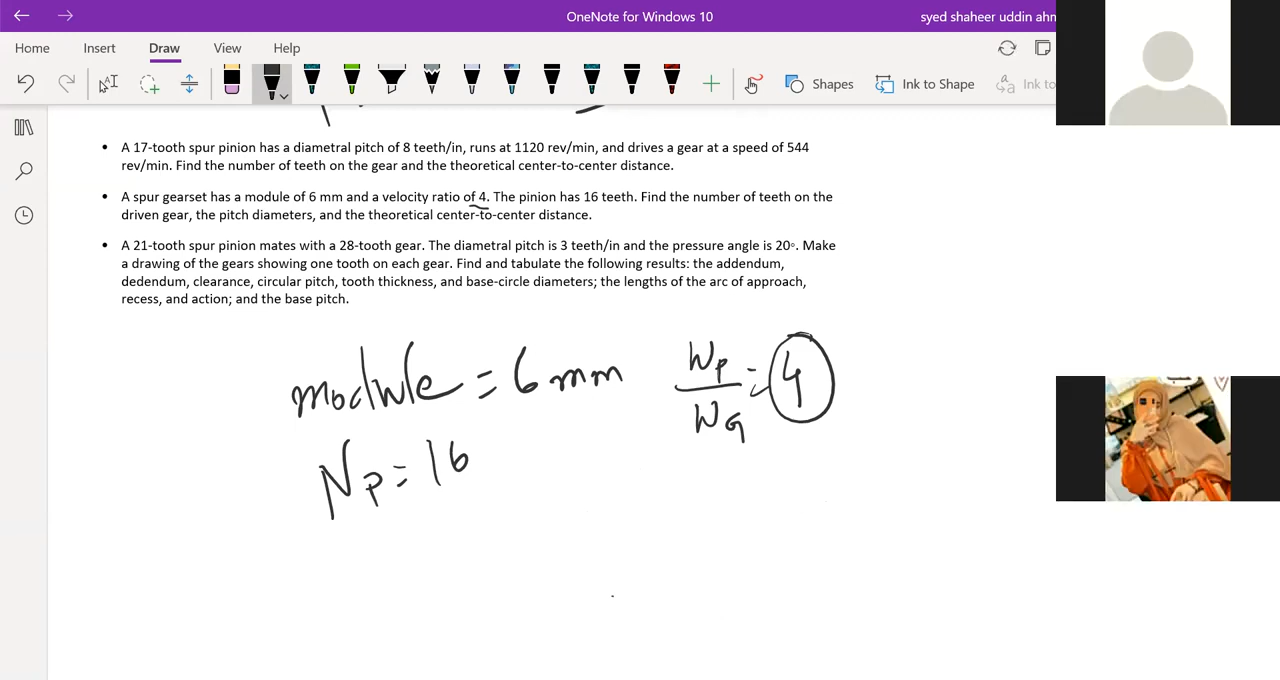 OneNote for Windows 10
syed shaheer uddin ahm
Home Insert Draw View Help
Shapes Ink to Shape Ink to
• A 17-tooth spur pinion has a diametral pitch of 8 teeth/in, runs at 1120 rev/min, and drives a gear at a speed of 544
rev/min. Find the number of teeth on the gear and the theoretical center-to-center distance.
• A spur gearset has a module of 6 mm and a velocity ratio of 4. The pinion has 16 teeth. Find the number of teeth on the
driven gear, the pitch diameters, and the theoretical center-to-center distance.
• A 21-tooth spur pinion mates with a 28-tooth gear. The diametral pitch is 3 teeth/in and the pressure angle is 20◦. Make
a drawing of the gears showing one tooth on each gear. Find and tabulate the following results: the addendum,
dedendum, clearance, circular pitch, tooth thickness, and base-circle diameters; the lengths of the arc of approach,
recess, and action; and the base pitch.
module = 6 mm
WP/WG = 4
NP = 16